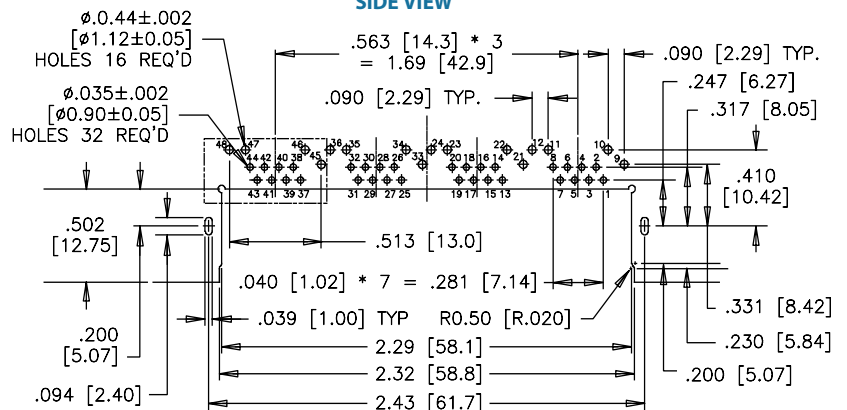 SIDE VIEW
ø.0.44±.002
[ø1.12±0.05]
HOLES 16 REQ'D
.563 [14.3] * 3
= 1.69 [42.9]
.090 [2.29] TYP.
.247 [6.27]
.317 [8.05]
ø.035±.002
[ø0.90±0.05]
HOLES 32 REQ'D
.090 [2.29] TYP.
48 47 46 36 35 34 24 23 22 12 11 10
44 42 40 38 45 32 30 28 26 33 20 18 16 14 21 8 6 4 2 9
43 41 39 37 31 29 27 25 19 17 15 13 7 5 3 1
.410
[10.42]
.502
[12.75]
.513 [13.0]
.040 [1.02] * 7 = .281 [7.14]
.039 [1.00] TYP
R0.50 [R.020]
.331 [8.42]
.200
[5.07]
2.29 [58.1]
.230 [5.84]
2.32 [58.8]
.200 [5.07]
.094 [2.40]
2.43 [61.7]